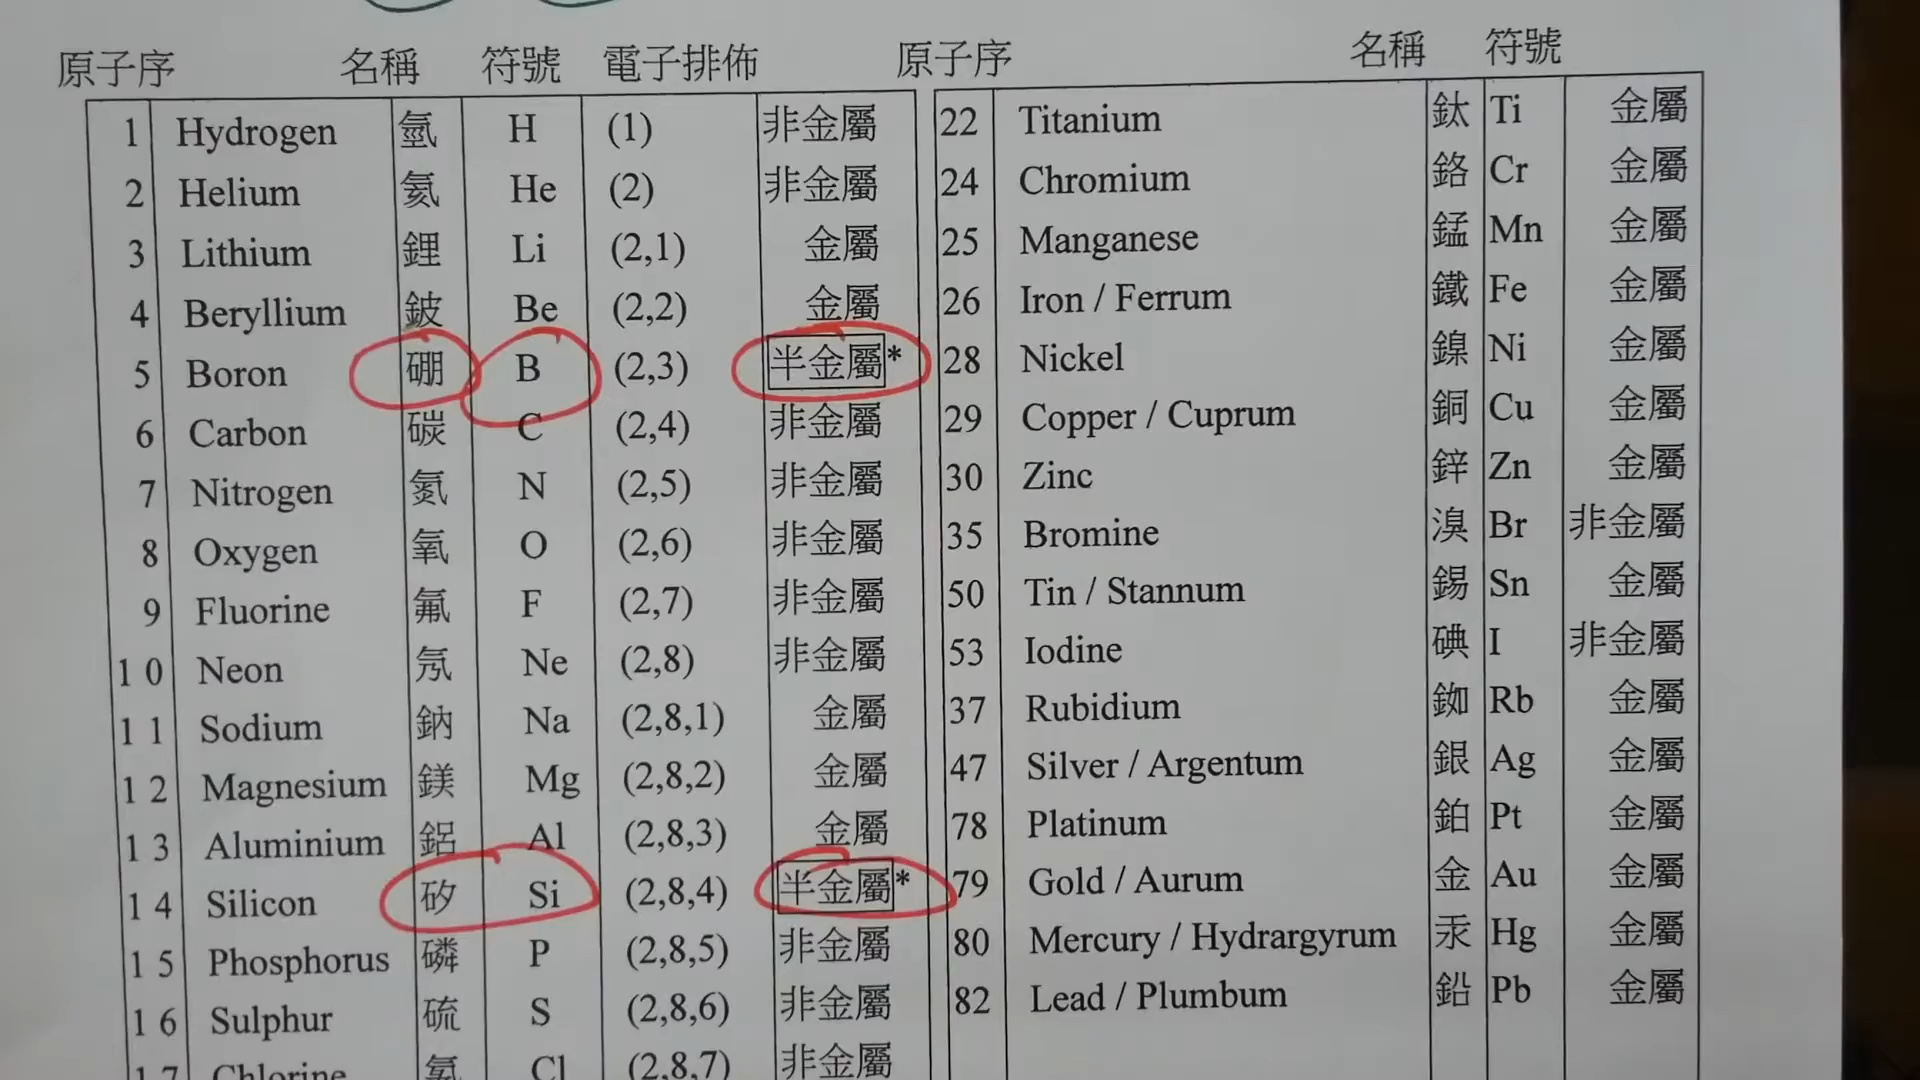 原子序 名稱 符號 電子排佈
1 Hydrogen 氫 H (1) 非金屬
2 Helium 氦 He (2) 非金屬
3 Lithium 鋰 Li (2,1) 金屬
4 Beryllium 鈹 Be (2,2) 金屬
5 Boron 硼 B (2,3) 半金屬*
6 Carbon 碳 C (2,4) 非金屬
7 Nitrogen 氮 N (2,5) 非金屬
8 Oxygen 氧 O (2,6) 非金屬
9 Fluorine 氟 F (2,7) 非金屬
10 Neon 氖 Ne (2,8) 非金屬
11 Sodium 鈉 Na (2,8,1) 金屬
12 Magnesium 鎂 Mg (2,8,2) 金屬
13 Aluminium 鋁 Al (2,8,3) 金屬
14 Silicon 矽 Si (2,8,4) 半金屬*
15 Phosphorus 磷 P (2,8,5) 非金屬
16 Sulphur 硫 S (2,8,6) 非金屬
17 Chlorine 氯 Cl (2,8,7) 非金屬
原子序 名稱 符號
22 Titanium 鈦 Ti 金屬
24 Chromium 鉻 Cr 金屬
25 Manganese 錳 Mn 金屬
26 Iron / Ferrum 鐵 Fe 金屬
28 Nickel 鎳 Ni 金屬
29 Copper / Cuprum 銅 Cu 金屬
30 Zinc 鋅 Zn 金屬
35 Bromine 溴 Br 非金屬
50 Tin / Stannum 錫 Sn 金屬
53 Iodine 碘 I 非金屬
37 Rubidium 銣 Rb 金屬
47 Silver / Argentum 銀 Ag 金屬
78 Platinum 鉑 Pt 金屬
79 Gold / Aurum 金 Au 金屬
80 Mercury / Hydrargyrum 汞 Hg 金屬
82 Lead / Plumbum 鉛 Pb 金屬